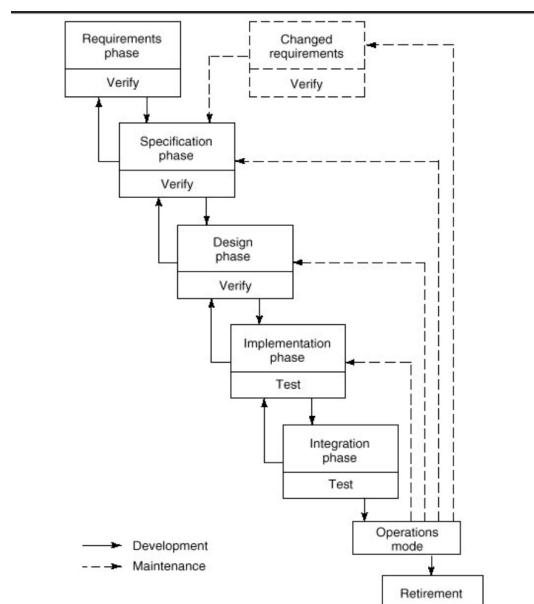 Requirements
phase
Verify
Changed
requirements
Verify
Specification
phase
Verify
Design
phase
Verify
Implementation
phase
Test
Integration
phase
Test
Operations
mode
Development
Maintenance
Retirement